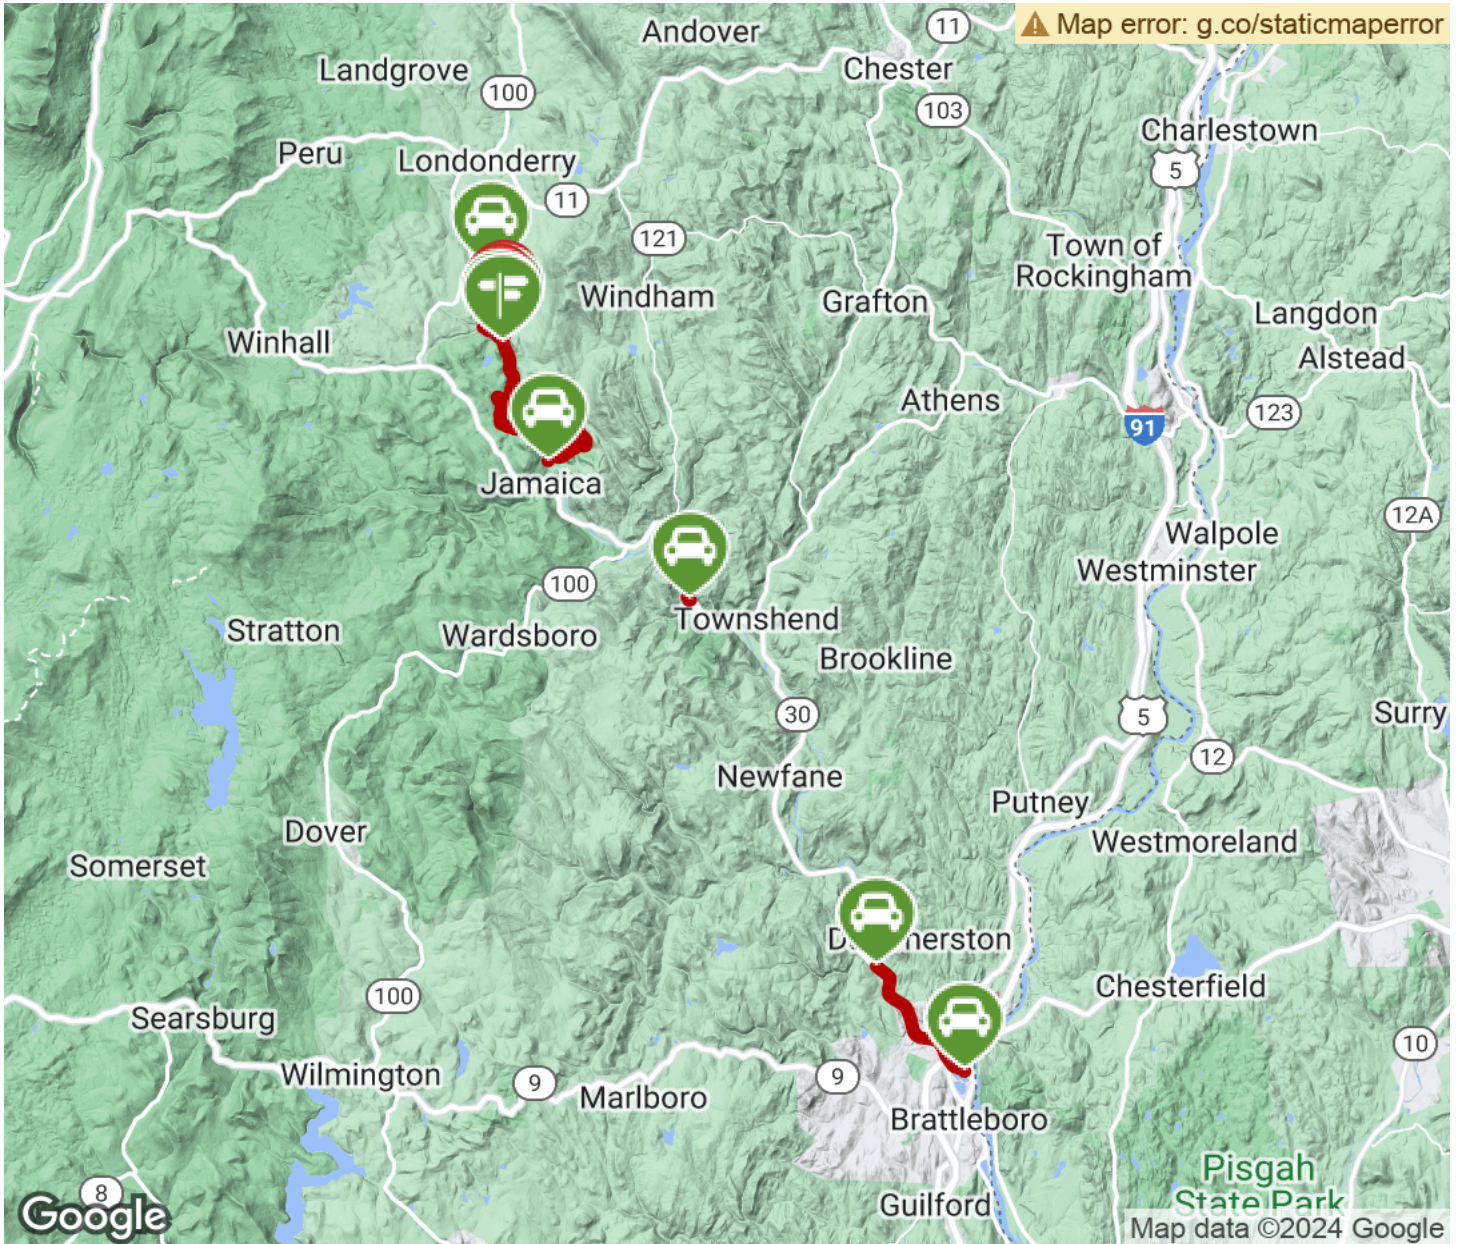 Andover
11
Map error: g.co/staticmaperror
Landgrove
100
Chester
103
Charlestown
Peru
Londonderry
5
11
121
Town of
Rockingham
Windham
Grafton
Langdon
Winhall
Alstead
Athens
123
91
Jamaica
12A
Walpole
Westminster
100
Townshend
Stratton
Wardsboro
Brookline
30
5
Surry
12
Newfane
Putney
Dover
Westmoreland
Somerset
Chesterfield
100
Searsburg
10
Wilmington
9
Marlboro
9
Brattleboro
Pisgah
State Park
8
Guilford
Google
Map data ©2024 Google